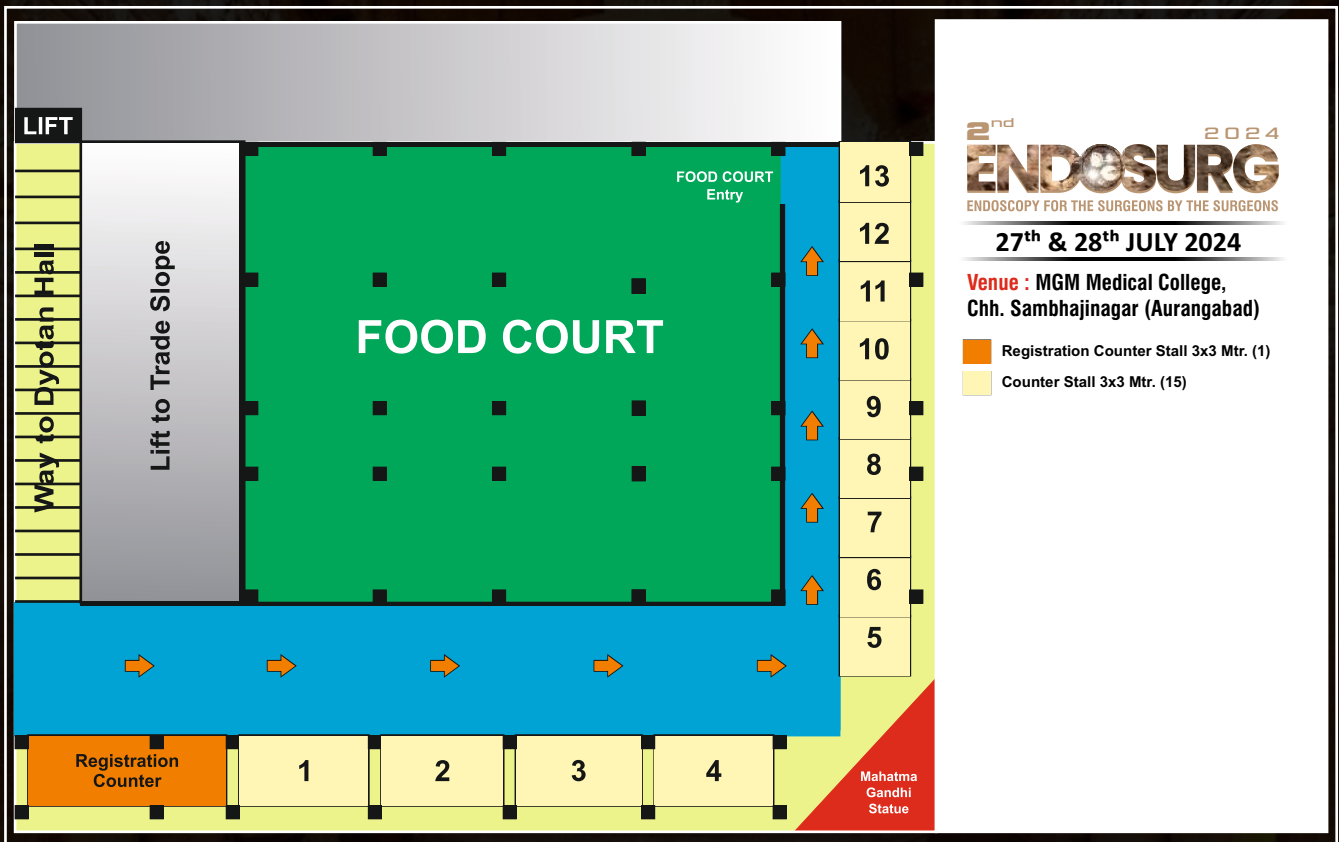 LIFT
Way to Dyotan Hall
Lift to Trade Slope
FOOD COURT
Entry
FOOD COURT
13
12
11
10
9
8
7
6
5
Registration
Counter
1
2
3
4
Mahatma
Gandhi
Statue
2nd
2024
ENDOSURG
ENDOSCOPY FOR THE SURGEONS BY THE SURGEONS
27th & 28th JULY 2024
Venue : MGM Medical College,
Chh. Sambhajinagar (Aurangabad)
Registration Counter Stall 3x3 Mtr. (1)
Counter Stall 3x3 Mtr. (15)